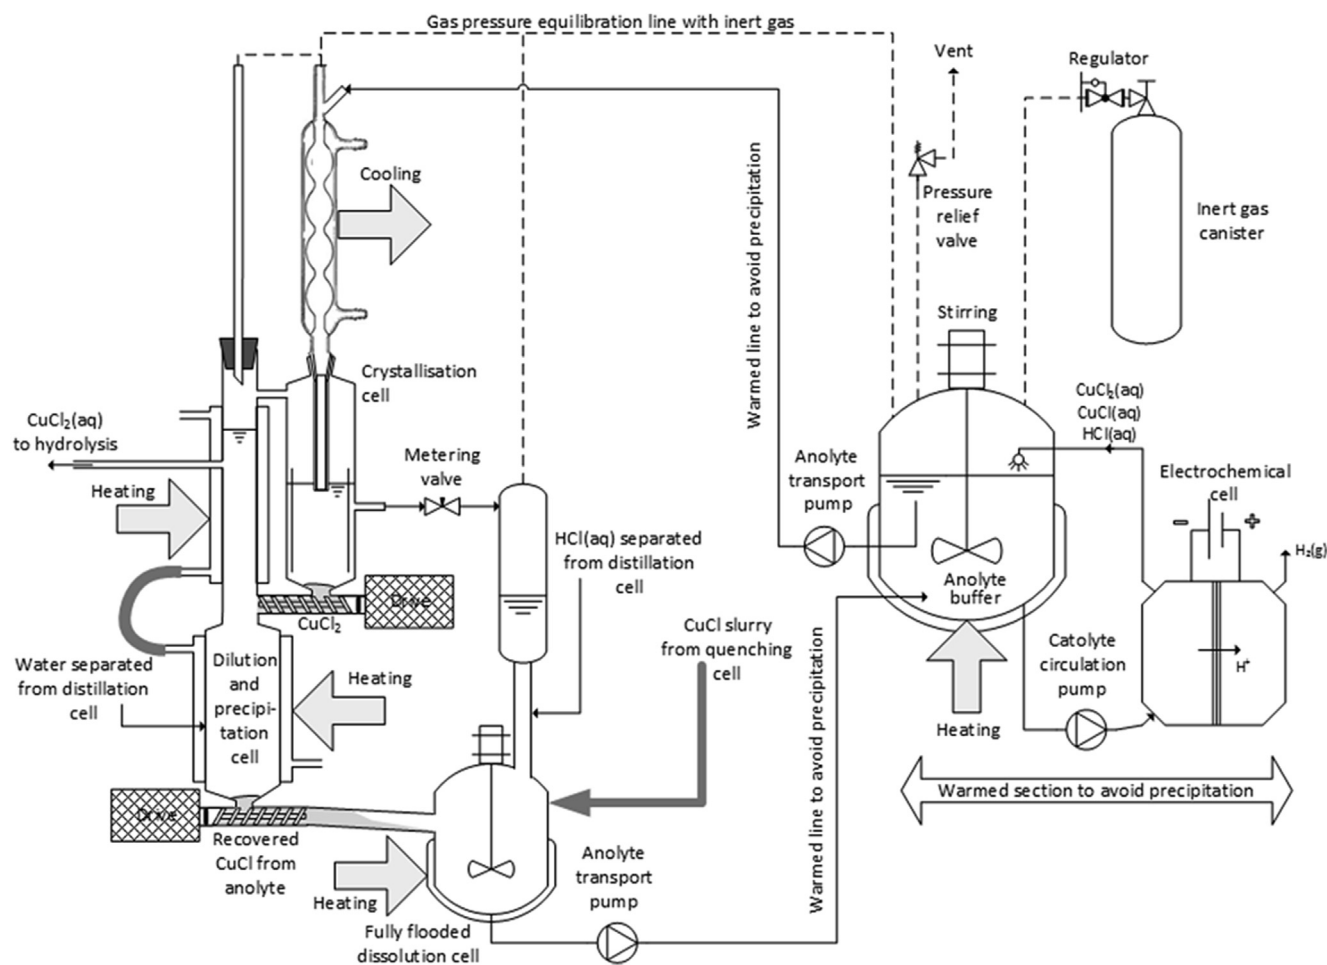 Gas pressure equilibration line with inert gas
Vent
Regulator
Cooling
Warmed line to avoid precipitation
Pressure
relief
valve
Inert gas
canister
Stirring
Crystallisation
cell
CuCl₂(aq)
to hydrolysis
CuCl₂(aq)
CuCl(aq)
HCl(aq)
Metering
valve
Anolyte
transport
pump
Electrochemical
cell
- +
Heating
HCl(aq) separated
from distillation
cell
H₂(g)
Anolyte
buffer
Drive
CuCl₂
CuCl slurry
from quenching
cell
Water separated
from distillation
cell
Dilution
and
precipi-
tation
cell
Heating
Catolyte
circulation
pump
H⁺
Heating
Warmed line to avoid precipitation
Warmed section to avoid precipitation
Drive
Recovered
CuCl from
anolyte
Heating
Anolyte
transport
pump
Fully flooded
dissolution cell